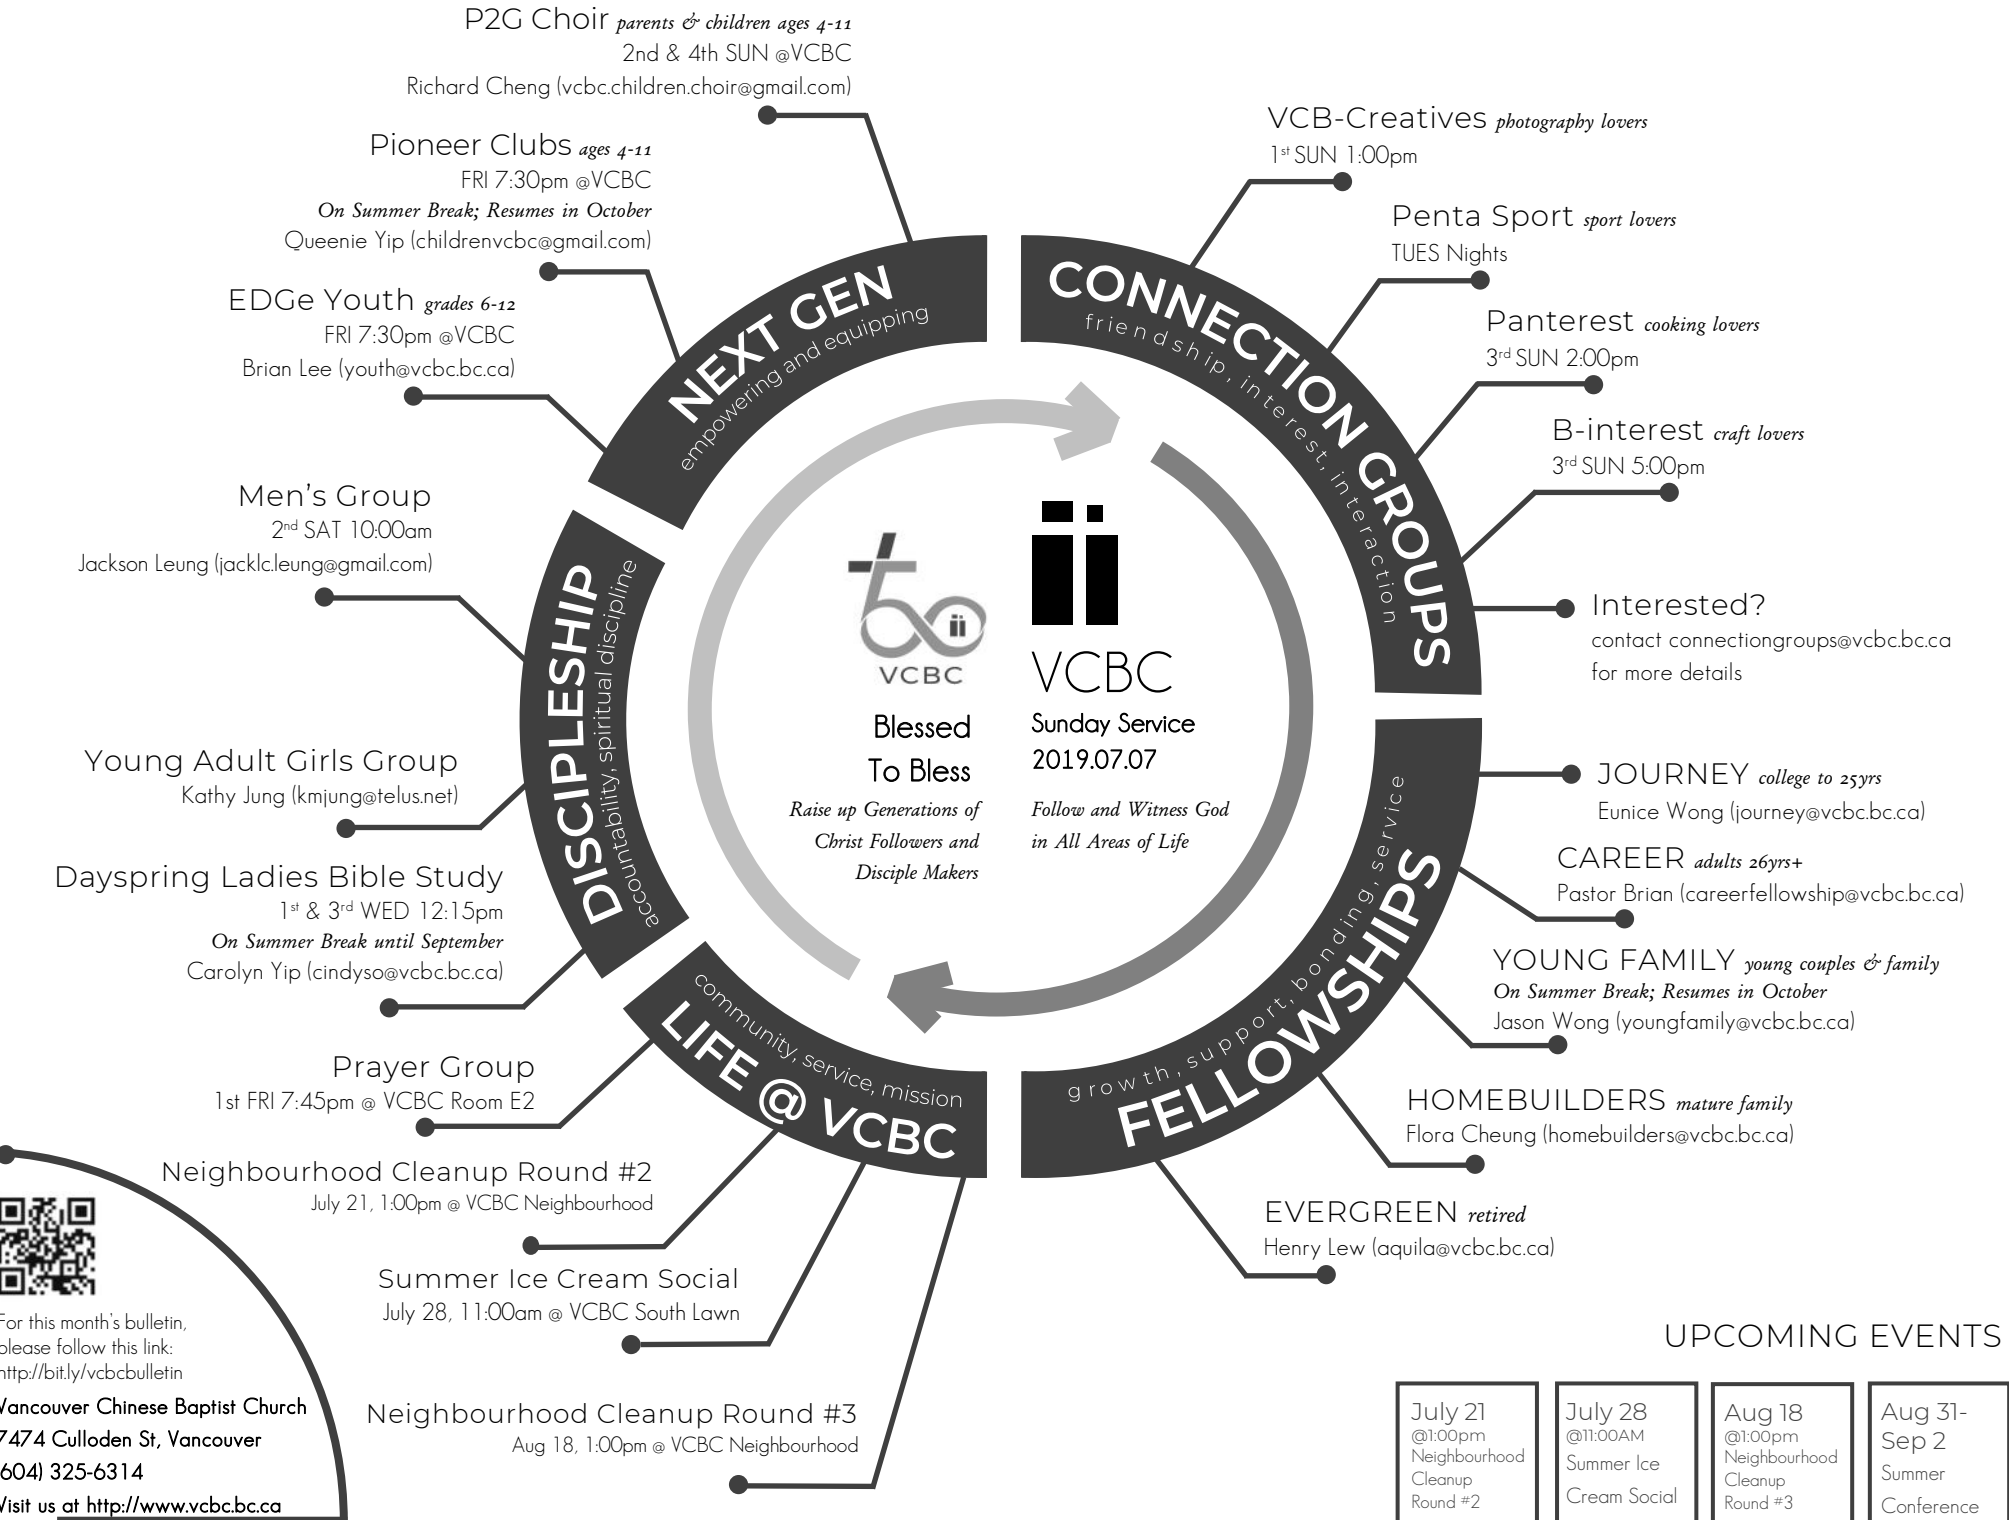 P2G Choir parents & children ages 4-11
2nd & 4th SUN @VCBC
Richard Cheng (vcbc.children.choir@gmail.com)
Pioneer Clubs ages 4-11
FRI 7:30pm @VCBC
On Summer Break; Resumes in October
Queenie Yip (childrenvcbc@gmail.com)
EDGe Youth grades 6-12
FRI 7:30pm @VCBC
Brian Lee (youth@vcbc.bc.ca)
NEXT GEN
empowering and equipping
Men's Group
2nd SAT 10:00am
Jackson Leung (jacklc.leung@gmail.com)
Young Adult Girls Group
Kathy Jung (kmjung@telus.net)
Dayspring Ladies Bible Study
1st & 3rd WED 12:15pm
On Summer Break until September
Carolyn Yip (cindyso@vcbc.bc.ca)
DISCIPLESHIP
accountability, spiritual discipline
Prayer Group
1st FRI 7:45pm @ VCBC Room E2
Neighbourhood Cleanup Round #2
July 21, 1:00pm @ VCBC Neighbourhood
Summer Ice Cream Social
July 28, 11:00am @ VCBC South Lawn
Neighbourhood Cleanup Round #3
Aug 18, 1:00pm @ VCBC Neighbourhood
community, service, mission
LIFE @ VCBC
VCBC
Blessed
To Bless
Raise up Generations of
Christ Followers and
Disciple Makers
VCBC
Sunday Service
2019.07.07
Follow and Witness God
in All Areas of Life
VCB-Creatives photography lovers
1st SUN 1:00pm
Penta Sport sport lovers
TUES Nights
Panterest cooking lovers
3rd SUN 2:00pm
B-interest craft lovers
3rd SUN 5:00pm
Interested?
contact connectiongroups@vcbc.bc.ca
for more details
CONNECTION GROUPS
friendship, interest, interaction
JOURNEY college to 25yrs
Eunice Wong (journey@vcbc.bc.ca)
CAREER adults 26yrs+
Pastor Brian (careerfellowship@vcbc.bc.ca)
YOUNG FAMILY young couples & family
On Summer Break; Resumes in October
Jason Wong (youngfamily@vcbc.bc.ca)
HOMEBUILDERS mature family
Flora Cheung (homebuilders@vcbc.bc.ca)
EVERGREEN retired
Henry Lew (aquila@vcbc.bc.ca)
growth, support, bonding, service
FELLOWSHIPS
For this month's bulletin,
please follow this link:
http://bit.ly/vcbcbulletin
Vancouver Chinese Baptist Church
7474 Culloden St, Vancouver
604) 325-6314
Visit us at http://www.vcbc.bc.ca
UPCOMING EVENTS
July 21
@1:00pm
Neighbourhood
Cleanup
Round #2
July 28
@11:00AM
Summer Ice
Cream Social
Aug 18
@1:00pm
Neighbourhood
Cleanup
Round #3
Aug 31-
Sep 2
Summer
Conference